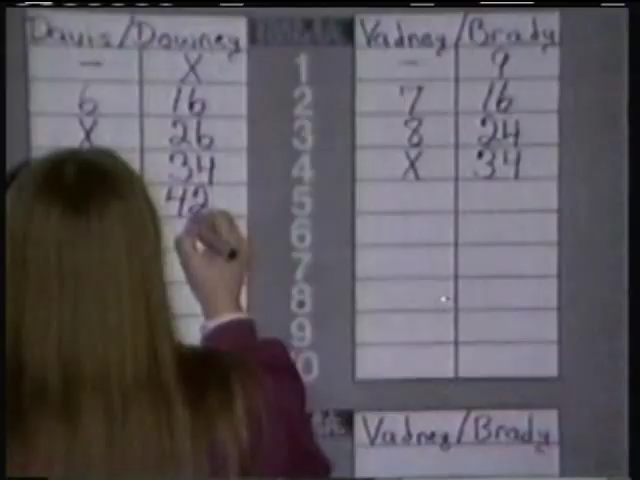 Davis/Downey Vadney/Brady
- X 1 - 9
6 16 2 7 16
X 26 3 8 24
34 4 X 34
42 5
6
7
8
9
0
Vadney/Brady